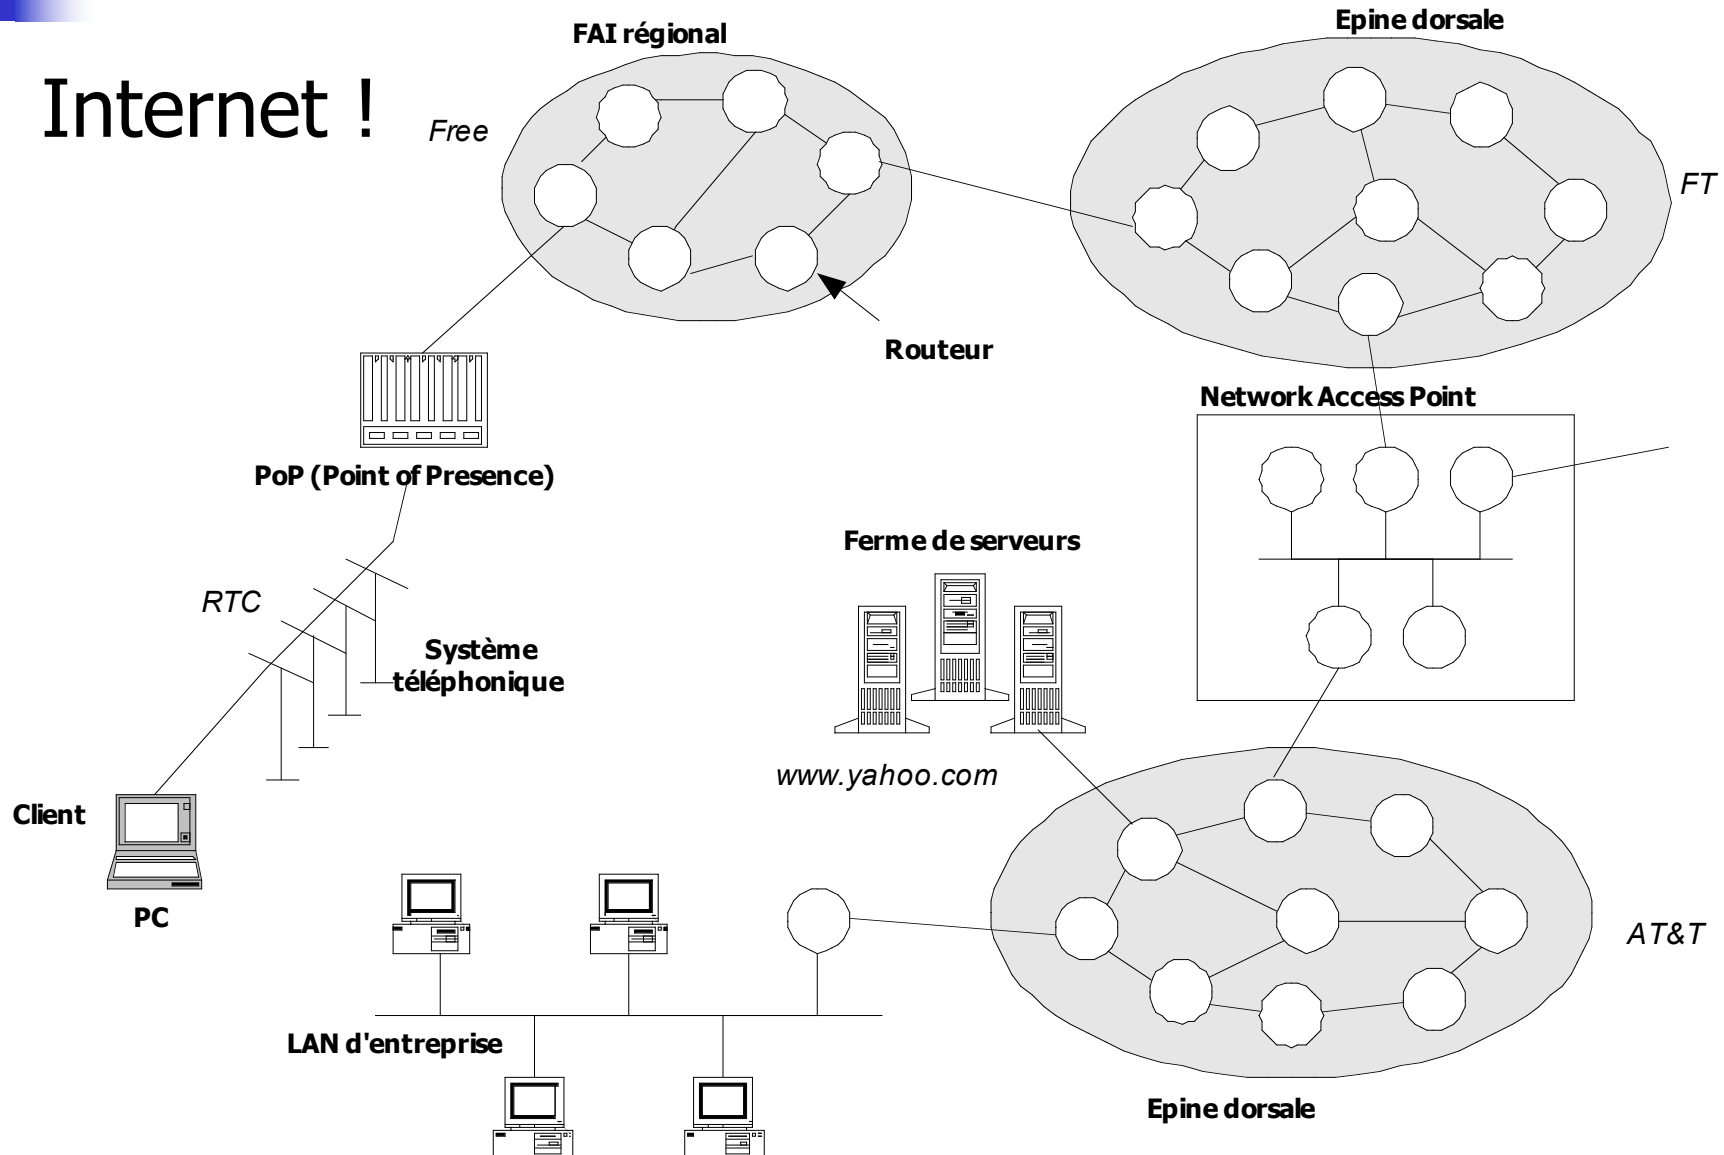 Internet !
FAI régional
Free
Epine dorsale
FT
Routeur
Network Access Point
PoP (Point of Presence)
RTC
Système
téléphonique
Ferme de serveurs
www.yahoo.com
Client
PC
AT&T
LAN d'entreprise
Epine dorsale